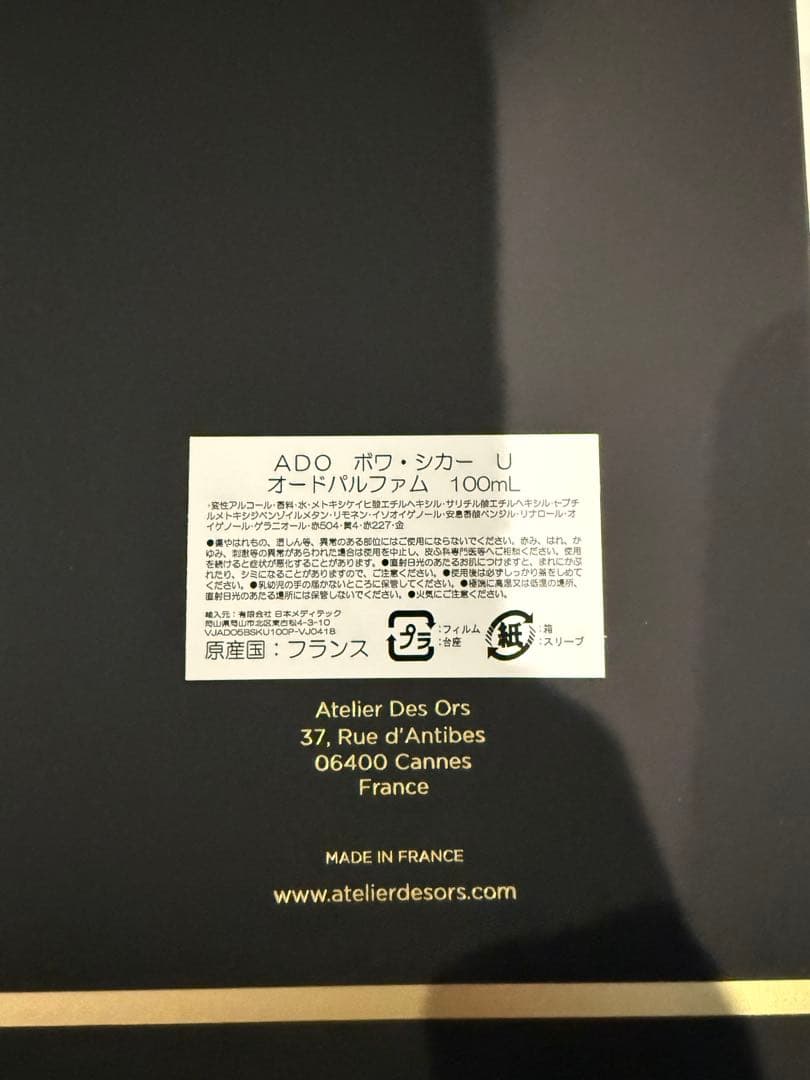 ADO ボワ・シカー U
オードパルファム 100mL
・変性アルコール・香料・水・メトキシケイヒ酸エチルヘキシル・サリチル酸エチルヘキシル・t-ブチ
ルメトキシジベンゾイルメタン・リモネン・イソオイゲノール・安息香酸ベンジル・リナロール・オ
イゲノール・ゲラニオール・赤504・黄4・赤227・金
●傷やはれもの、湿しん等、異常のある部位にはご使用にならないでください。赤み、はれ、か
ゆみ、刺激等の異常があらわれた場合は使用を中止し、皮ふ科専門医等へご相談ください。使用
を続けると症状が悪化することがあります。●直射日光のあたるお肌につけますと、まれにかぶ
れたり、シミになることがありますので、ご注意ください。●使用後は必ずしっかり蓋をしめて
ください。●乳幼児の手の届かないところに保管してください。●極端に高温又は低温の場所、
直射日光のあたる場所には保管しないでください。●火気にご注意ください。
輸入元：有限会社 日本メディテック
岡山県岡山市北区東古松4-3-10
VJADO5BSKU100P-VJ0418
原産国：フランス
プラ ：フィルム ：台座
紙 ：箱 ：スリーブ
Atelier Des Ors
37, Rue d'Antibes
06400 Cannes
France
MADE IN FRANCE
www.atelierdesors.com